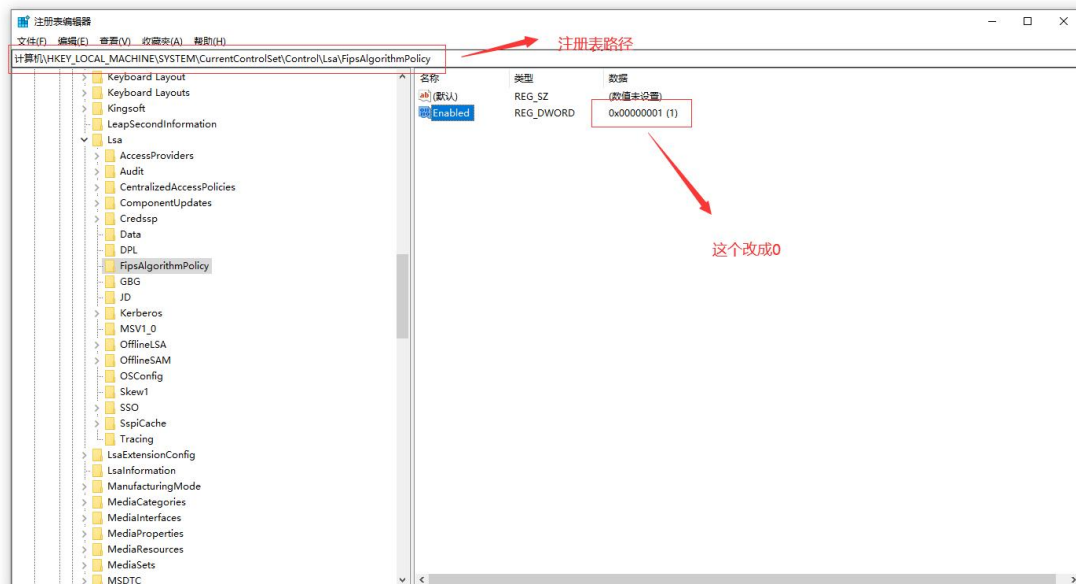 注册表编辑器
文件(F) 编辑(E) 查看(V) 收藏夹(A) 帮助(H)
注册表路径
计算机\HKEY_LOCAL_MACHINE\SYSTEM\CurrentControlSet\Control\Lsa\FipsAlgorithmPolicy
Keyboard Layout
Keyboard Layouts
Kingsoft
LeapSecondInformation
Lsa
AccessProviders
Audit
CentralizedAccessPolicies
ComponentUpdates
Credssp
Data
DPL
FipsAlgorithmPolicy
GBG
JD
Kerberos
MSV1_0
OfflineLSA
OfflineSAM
OSConfig
Skew1
SSO
SspiCache
Tracing
LsaExtensionConfig
LsaInformation
ManufacturingMode
MediaCategories
MediaInterfaces
MediaProperties
MediaResources
MediaSets
MSDTC
名称 类型 数据
ab (默认) REG_SZ (数值未设置)
Enabled REG_DWORD 0x00000001 (1)
这个改成0